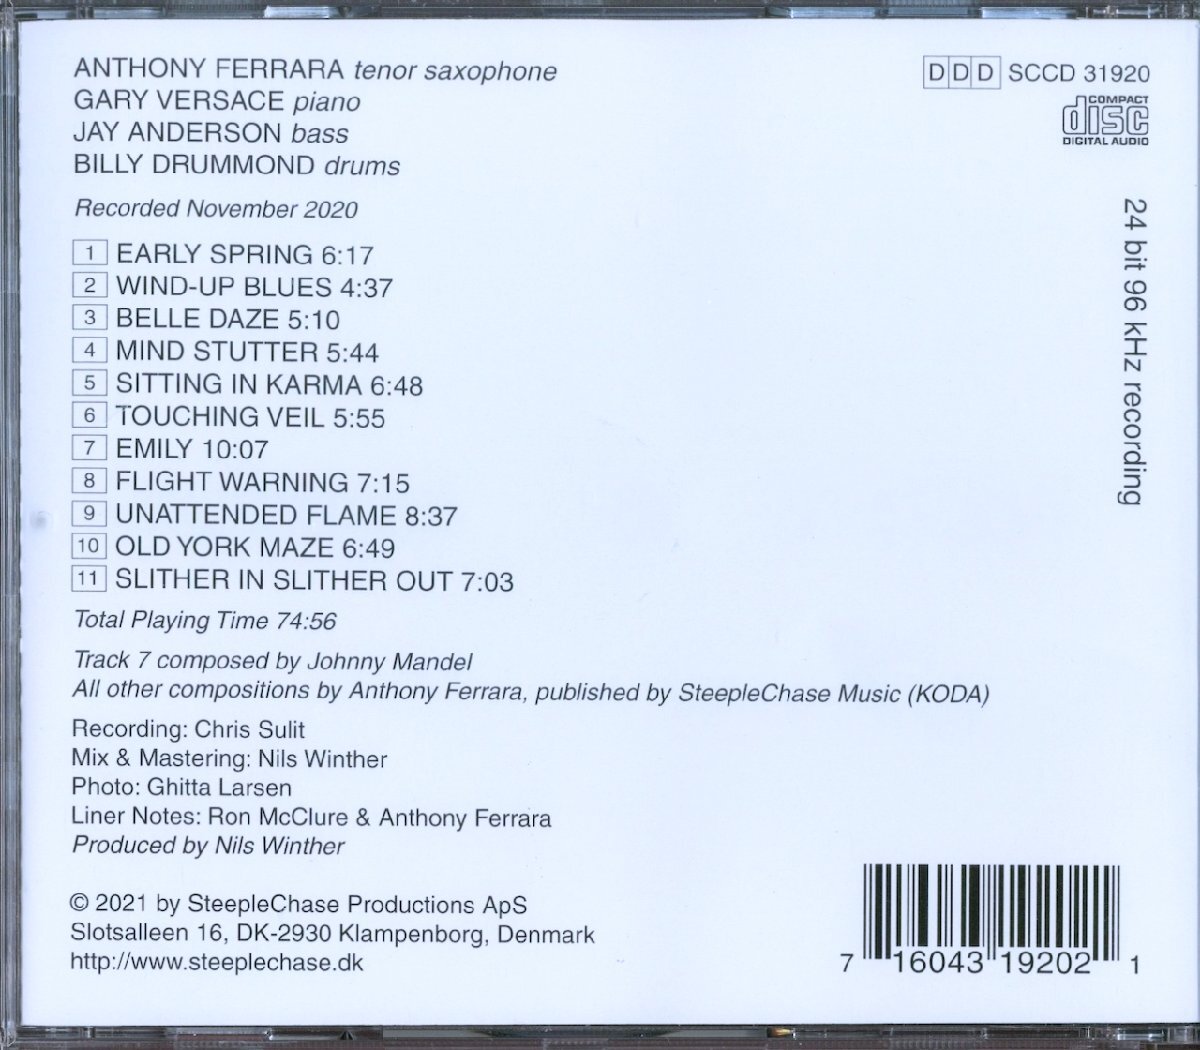 ANTHONY FERRARA tenor saxophone
GARY VERSACE piano
JAY ANDERSON bass
BILLY DRUMMOND drums
DDD SCCD 31920
COMPACT
disc
DIGITAL AUDIO
24 bit 96 kHz recording
Recorded November 2020
1 EARLY SPRING 6:17
2 WIND-UP BLUES 4:37
3 BELLE DAZE 5:10
4 MIND STUTTER 5:44
5 SITTING IN KARMA 6:48
6 TOUCHING VEIL 5:55
7 EMILY 10:07
8 FLIGHT WARNING 7:15
9 UNATTENDED FLAME 8:37
10 OLD YORK MAZE 6:49
11 SLITHER IN SLITHER OUT 7:03
Total Playing Time 74:56
Track 7 composed by Johnny Mandel
All other compositions by Anthony Ferrara, published by SteepleChase Music (KODA)
Recording: Chris Sulit
Mix & Mastering: Nils Winther
Photo: Ghitta Larsen
Liner Notes: Ron McClure & Anthony Ferrara
Produced by Nils Winther
© 2021 by SteepleChase Productions ApS
Slotsalleen 16, DK-2930 Klampenborg, Denmark
http://www.steeplechase.dk
7 16043 19202 1